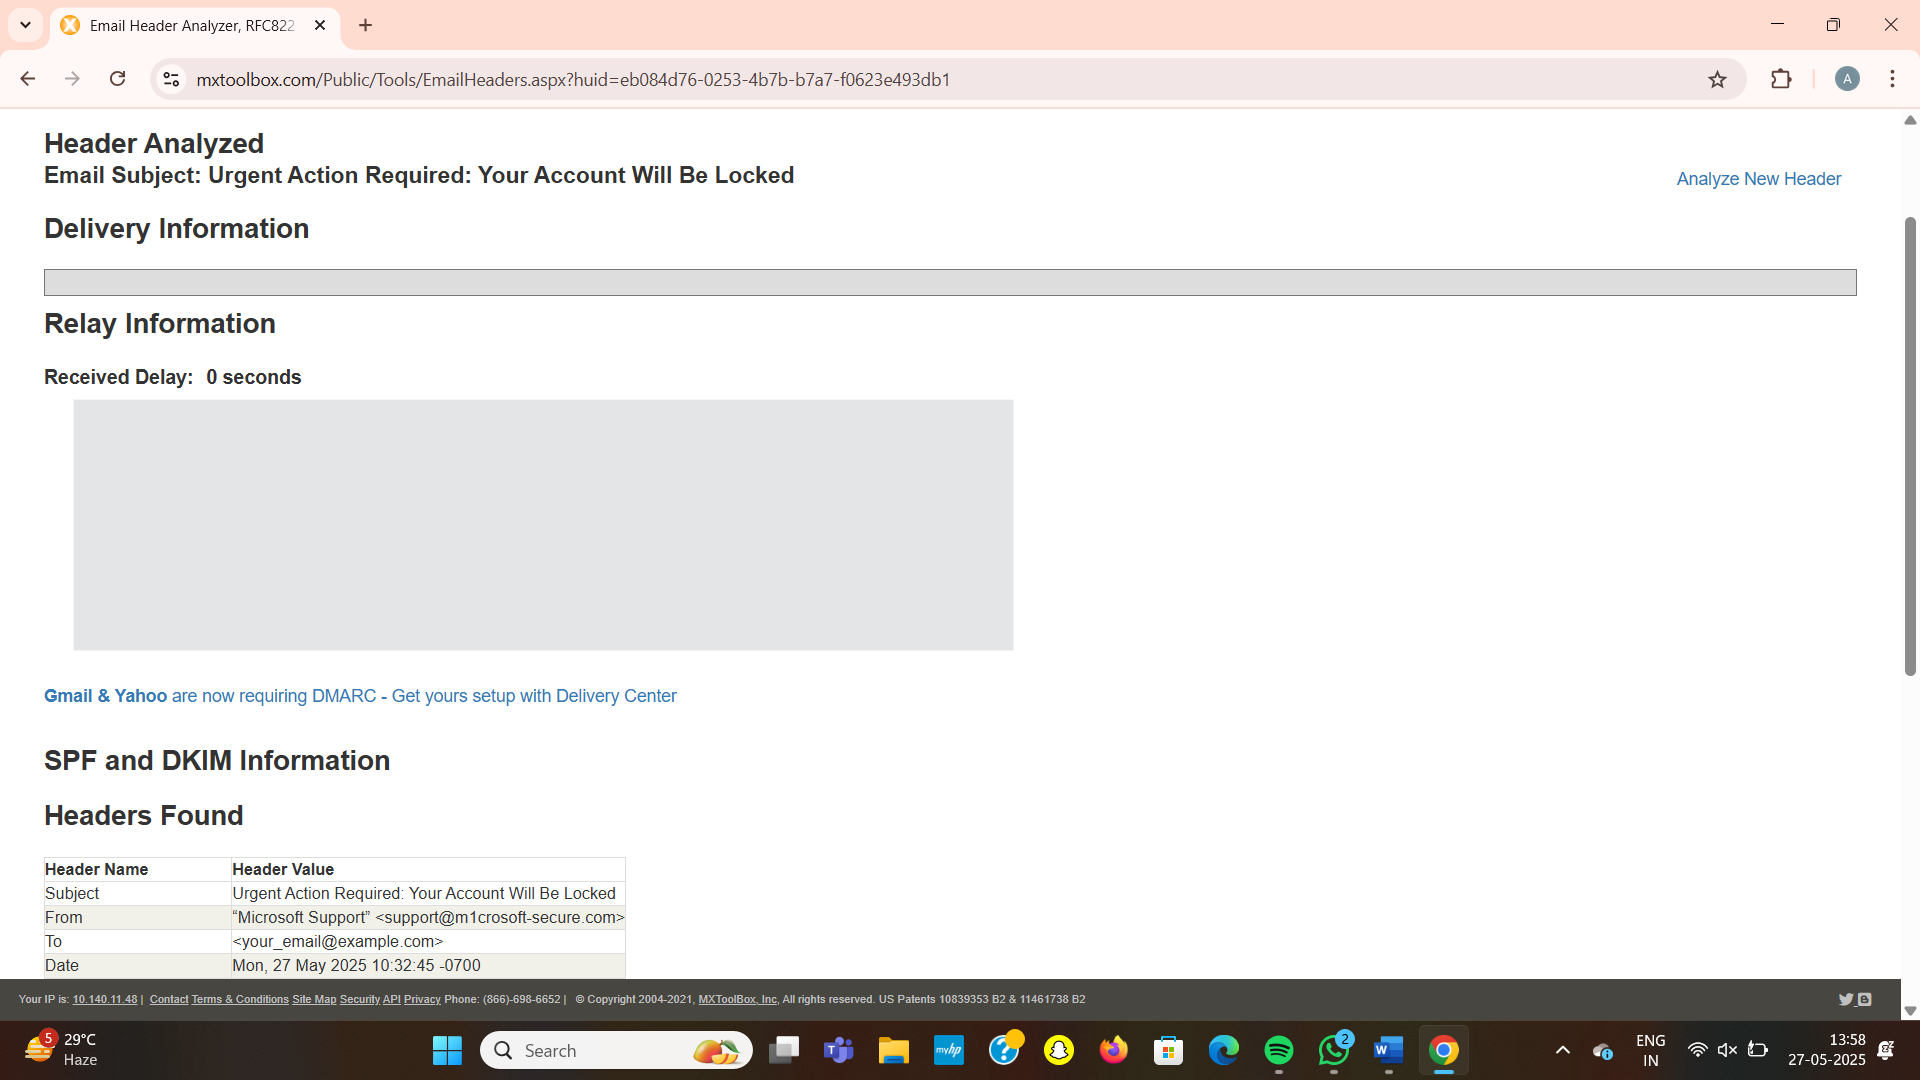 Email Header Analyzer, RFC822
mxtoolbox.com/Public/Tools/EmailHeaders.aspx?huid=eb084d76-0253-4b7b-b7a7-f0623e493db1
A
Header Analyzed
Email Subject: Urgent Action Required: Your Account Will Be Locked
Analyze New Header
Delivery Information
Relay Information
Received Delay: 0 seconds
Gmail & Yahoo are now requiring DMARC - Get yours setup with Delivery Center
SPF and DKIM Information
Headers Found
Header Name Header Value
Subject Urgent Action Required: Your Account Will Be Locked
From “Microsoft Support” <support@m1crosoft-secure.com>
To <your_email@example.com>
Date Mon, 27 May 2025 10:32:45 -0700
Your IP is: 10.140.11.48 | Contact Terms & Conditions Site Map Security API Privacy Phone: (866)-698-6652 | © Copyright 2004-2021, MXToolBox, Inc, All rights reserved. US Patents 10839353 B2 & 11461738 B2
5
29°C
Haze
Search
myhp
2
ENG
IN
13:58
27-05-2025